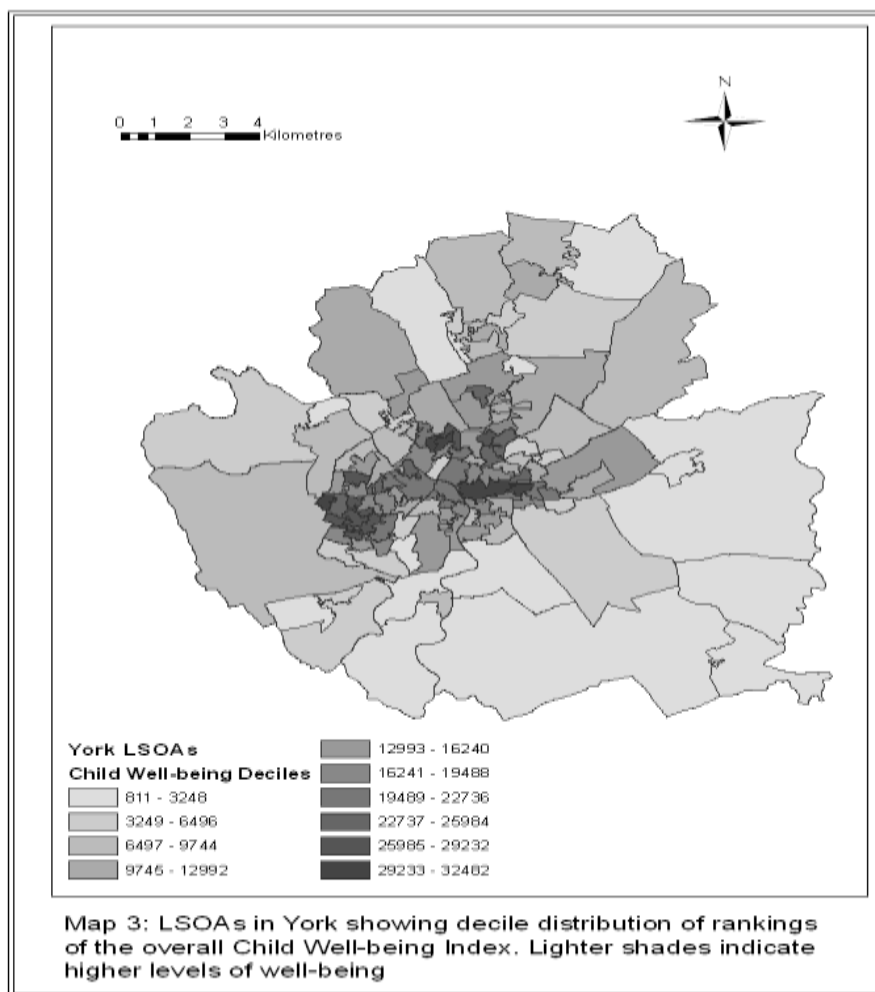 N
0 1 2 3 4
Kilometres
York LSOAs
Child Well-being Deciles
811 - 3248
3249 - 6496
6497 - 9744
9745 - 12992
12993 - 16240
16241 - 19488
19489 - 22736
22737 - 25984
25985 - 29232
29233 - 32482
Map 3: LSOAs in York showing decile distribution of rankings
of the overall Child Well-being Index. Lighter shades indicate
higher levels of well-being